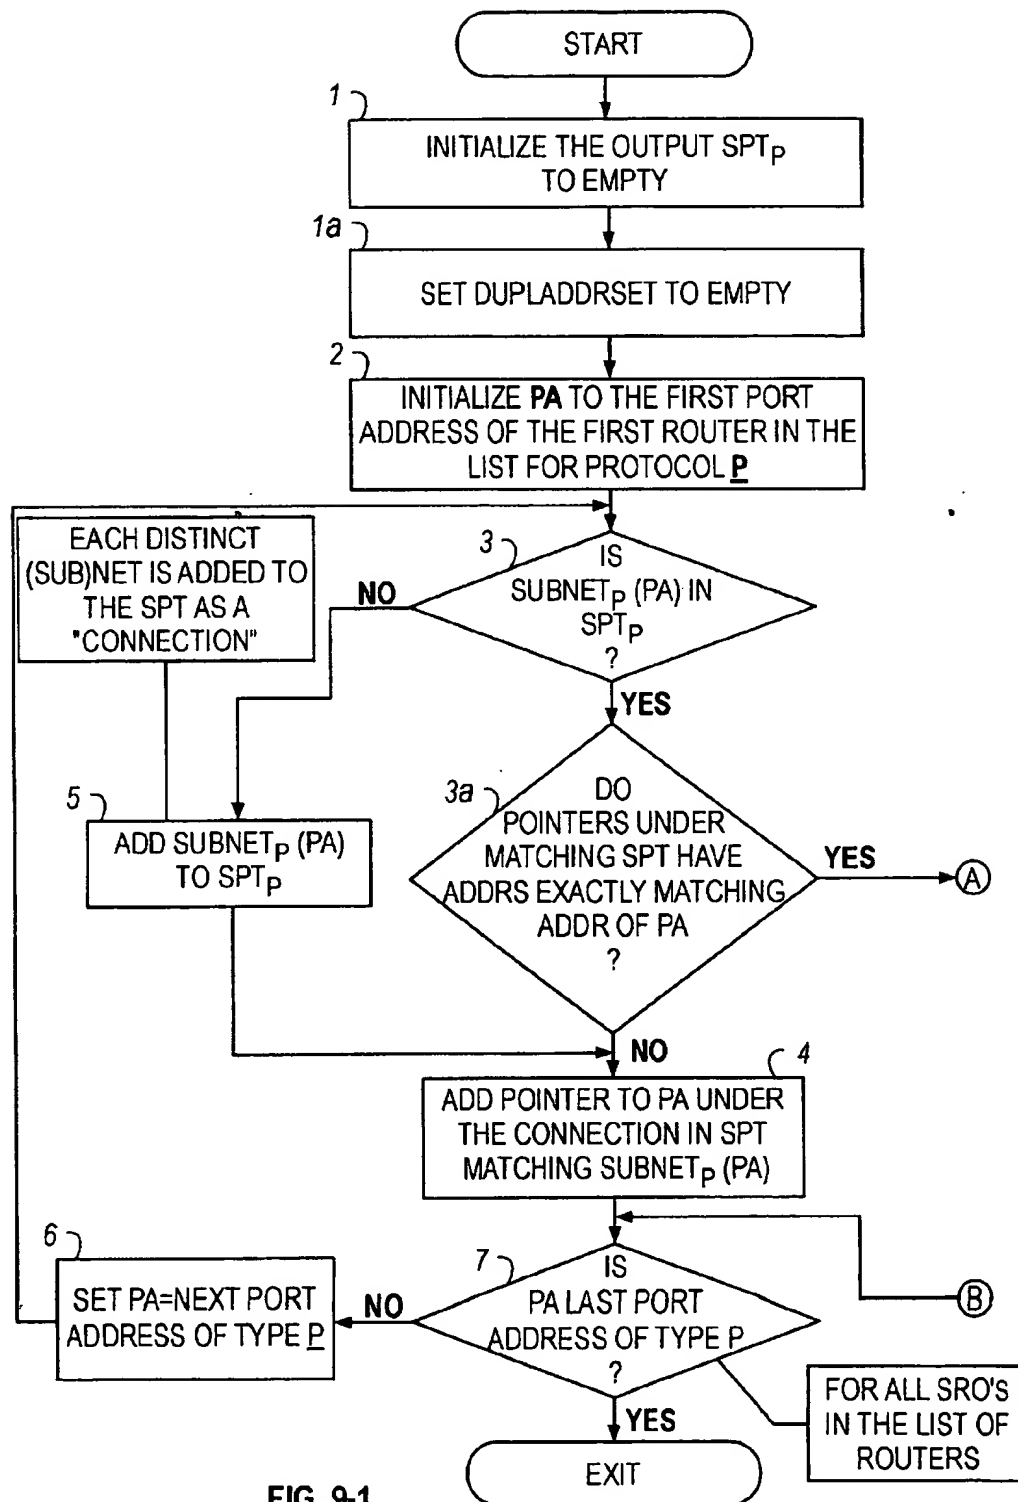 START
1
INITIALIZE THE OUTPUT SPTP
TO EMPTY
1a
SET DUPLADDRSET TO EMPTY
2
INITIALIZE PA TO THE FIRST PORT
ADDRESS OF THE FIRST ROUTER IN THE
LIST FOR PROTOCOL P
EACH DISTINCT
(SUB)NET IS ADDED TO
THE SPT AS A
"CONNECTION"
NO
3
IS
SUBNETP (PA) IN
SPTP
?
YES
5
ADD SUBNETP (PA)
TO SPTP
3a
DO
POINTERS UNDER
MATCHING SPT HAVE
ADDRS EXACTLY MATCHING
ADDR OF PA
?
YES
A
NO
4
ADD POINTER TO PA UNDER
THE CONNECTION IN SPT
MATCHING SUBNETP (PA)
6
SET PA=NEXT PORT
ADDRESS OF TYPE P
NO
7
IS
PA LAST PORT
ADDRESS OF TYPE P
?
B
YES
FOR ALL SRO'S
IN THE LIST OF
ROUTERS
EXIT
FIG. 9-1